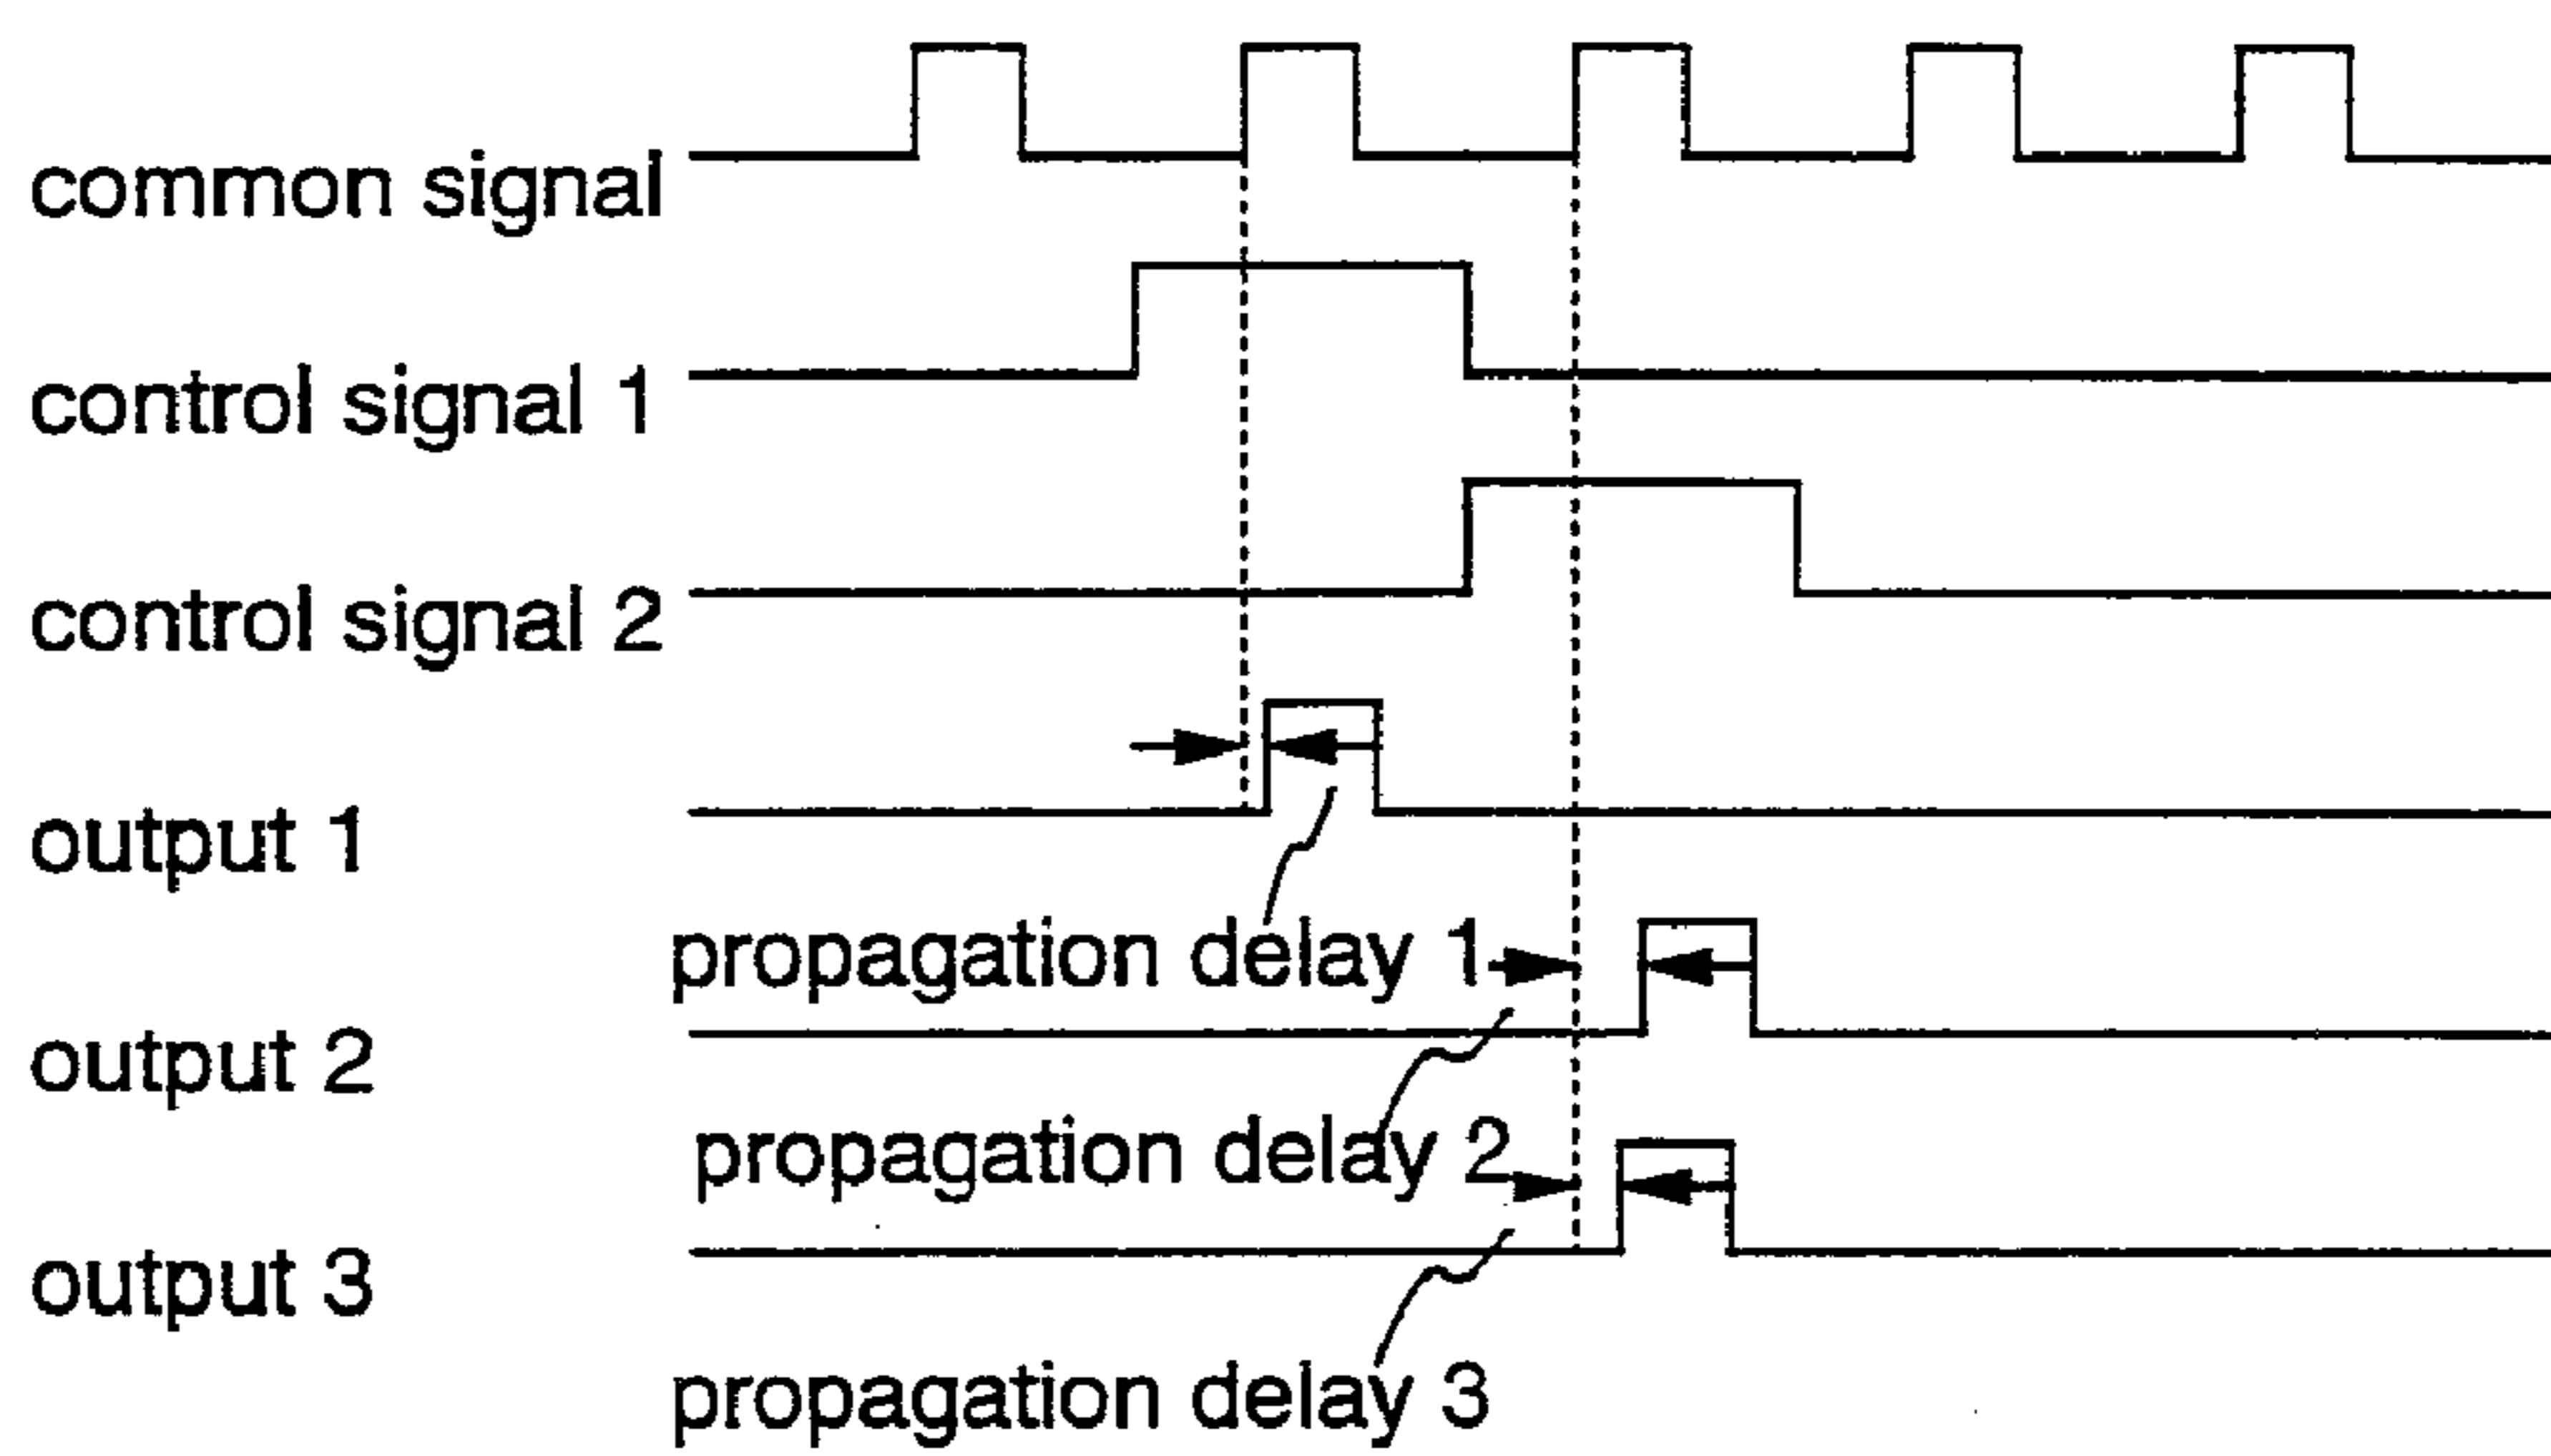 common signal
control signal 1
control signal 2
output 1
propagation delay 1
output 2
propagation delay 2
output 3
propagation delay 3